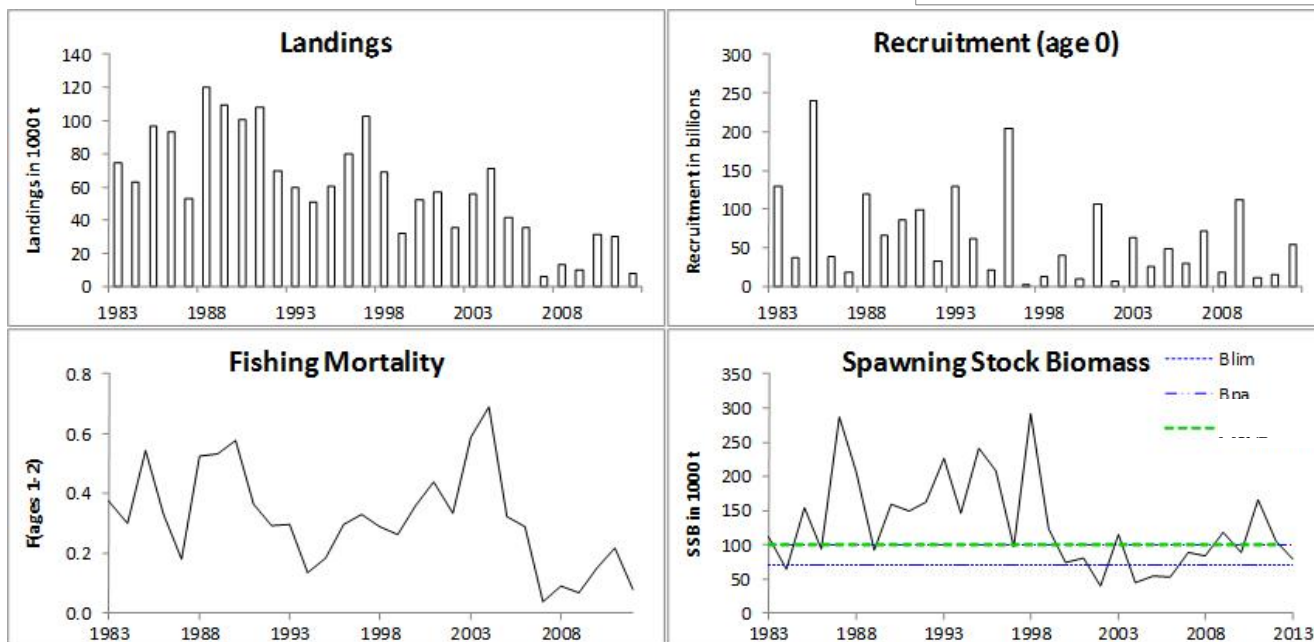 Landings
Landings in 1000 t
140
120
100
80
60
40
20
0
1983 1988 1993 1998 2003 2008
Recruitment (age 0)
Recruitment in billions
300
250
200
150
100
50
0
1983 1988 1993 1998 2003 2008
Fishing Mortality
F(ages 1-2)
0.8
0.6
0.4
0.2
0.0
1983 1988 1993 1998 2003 2008
Spawning Stock Biomass
SSB in 1000 t
350
300
250
200
150
100
50
0
1983 1988 1993 1998 2003 2008 2013
Blim
Bpa